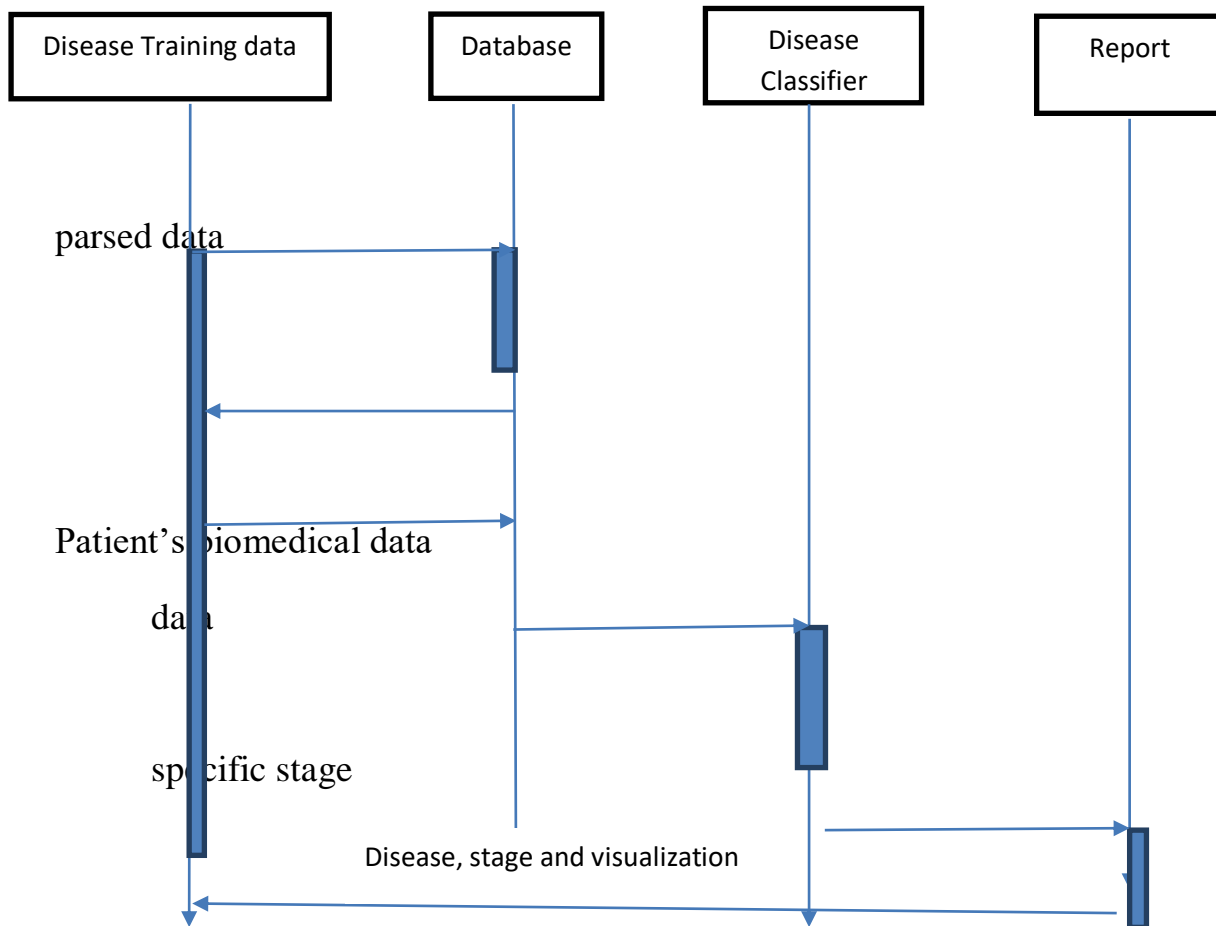 Disease Training data
Database
Disease
Classifier
Report
parsed data
Patient’s biomedical data
data
specific stage
Disease, stage and visualization